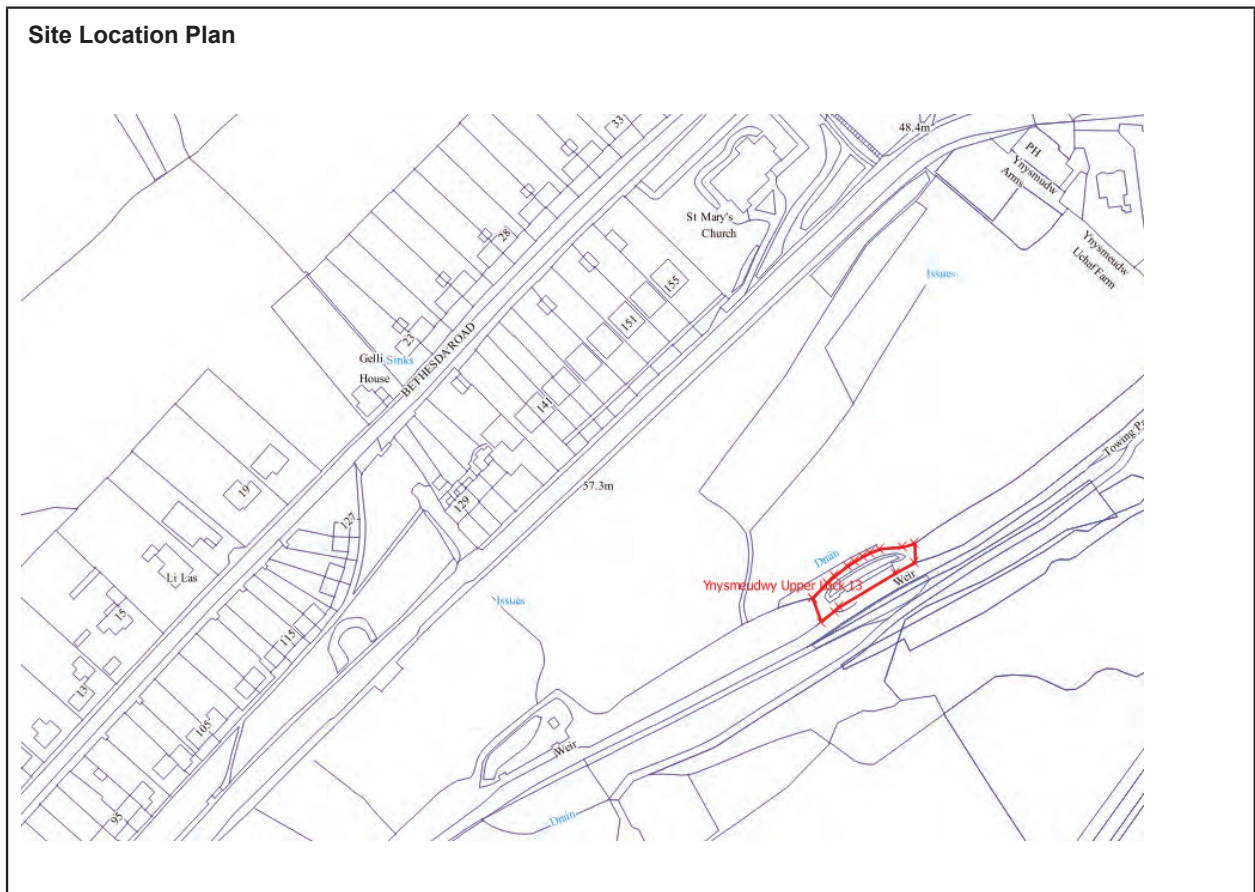 Site Location Plan
33
48.4m
PH
Ynysmudw
Arms
28
St Mary's
Church
Ynysmeudw
Uchaf Farm
Issues
155
151
23
Gelli
Sinks
House
BETHESDA ROAD
141
Towing Pa
19
57.3m
129
127
Drain
Li Las
Ynysmeudwy Upper Lock 13
Weir
Issues
15
115
13
105
Weir
95
Drain